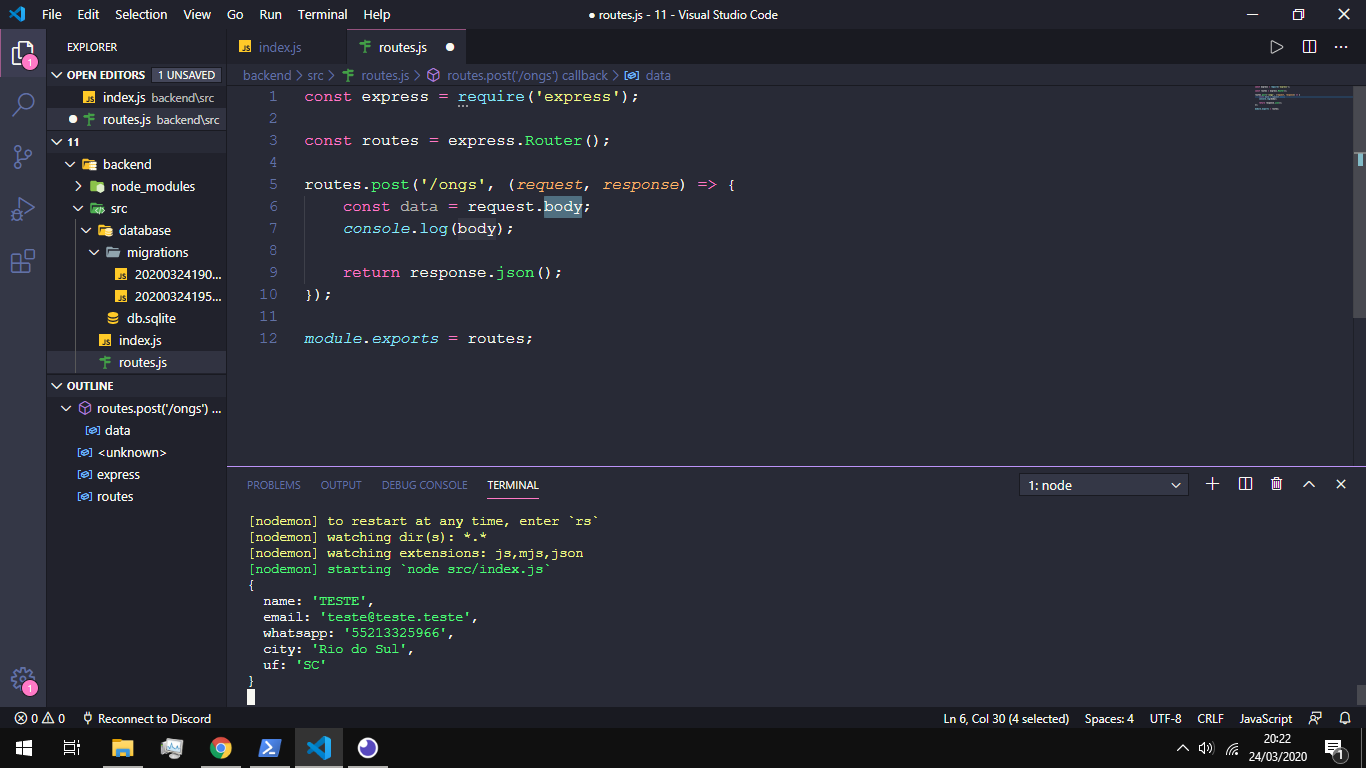 File Edit Selection View Go Run Terminal Help
● routes.js - 11 - Visual Studio Code
EXPLORER
OPEN EDITORS 1 UNSAVED
index.js backend\src
● routes.js backend\src
11
backend
node_modules
src
database
migrations
20200324190...
20200324195...
db.sqlite
index.js
routes.js
OUTLINE
routes.post('/ongs') ...
data
<unknown>
express
routes
1
1
index.js
routes.js ●
backend > src > routes.js > routes.post('/ongs') callback > data
1 const express = require('express');
2
3 const routes = express.Router();
4
5 routes.post('/ongs', (request, response) => {
6 const data = request.body;
7 console.log(body);
8
9 return response.json();
10 });
11
12 module.exports = routes;
PROBLEMS OUTPUT DEBUG CONSOLE TERMINAL
1: node
[nodemon] to restart at any time, enter `rs`
[nodemon] watching dir(s): *.*
[nodemon] watching extensions: js,mjs,json
[nodemon] starting `node src/index.js`
{
name: 'TESTE',
email: 'teste@teste.teste',
whatsapp: '55213325966',
city: 'Rio do Sul',
uf: 'SC'
}
0 0 Reconnect to Discord
Ln 6, Col 30 (4 selected) Spaces: 4 UTF-8 CRLF JavaScript
20:22
24/03/2020
1